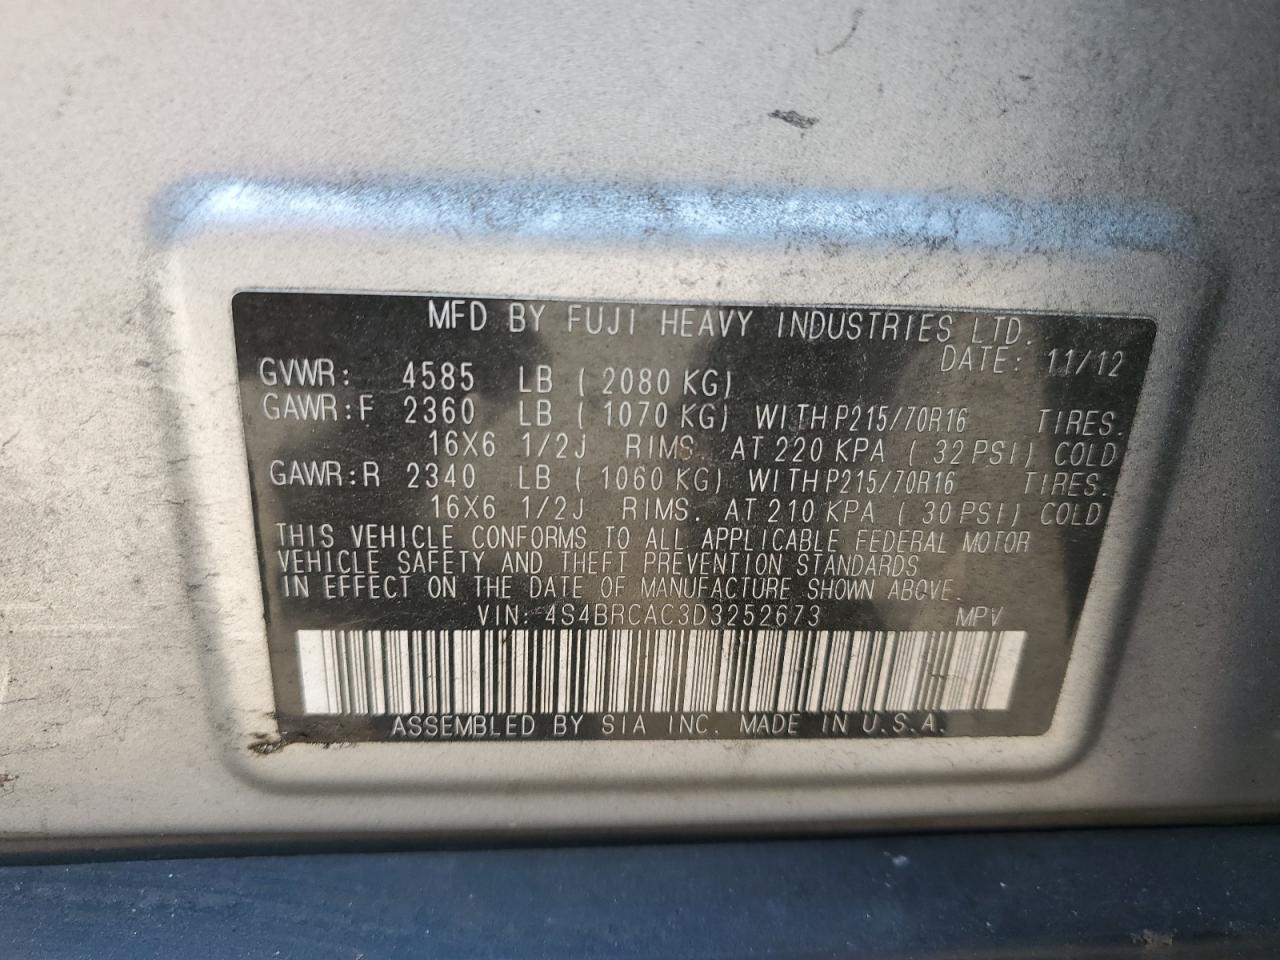 MFD BY FUJI HEAVY INDUSTRIES LTD.
DATE: 11/12
GVWR: 4585 LB ( 2080 KG)
GAWR:F 2360 LB ( 1070 KG) WITH P215/70R16 TIRES.
16X6 1/2J RIMS. AT 220 KPA ( 32 PSI) COLD
GAWR:R 2340 LB ( 1060 KG) WITH P215/70R16 TIRES.
16X6 1/2J RIMS. AT 210 KPA ( 30 PSI) COLD
THIS VEHICLE CONFORMS TO ALL APPLICABLE FEDERAL MOTOR
VEHICLE SAFETY AND THEFT PREVENTION STANDARDS
IN EFFECT ON THE DATE OF MANUFACTURE SHOWN ABOVE.
VIN: 4S4BRCAC3D3252673 MPV
ASSEMBLED BY SIA INC. MADE IN U.S.A.